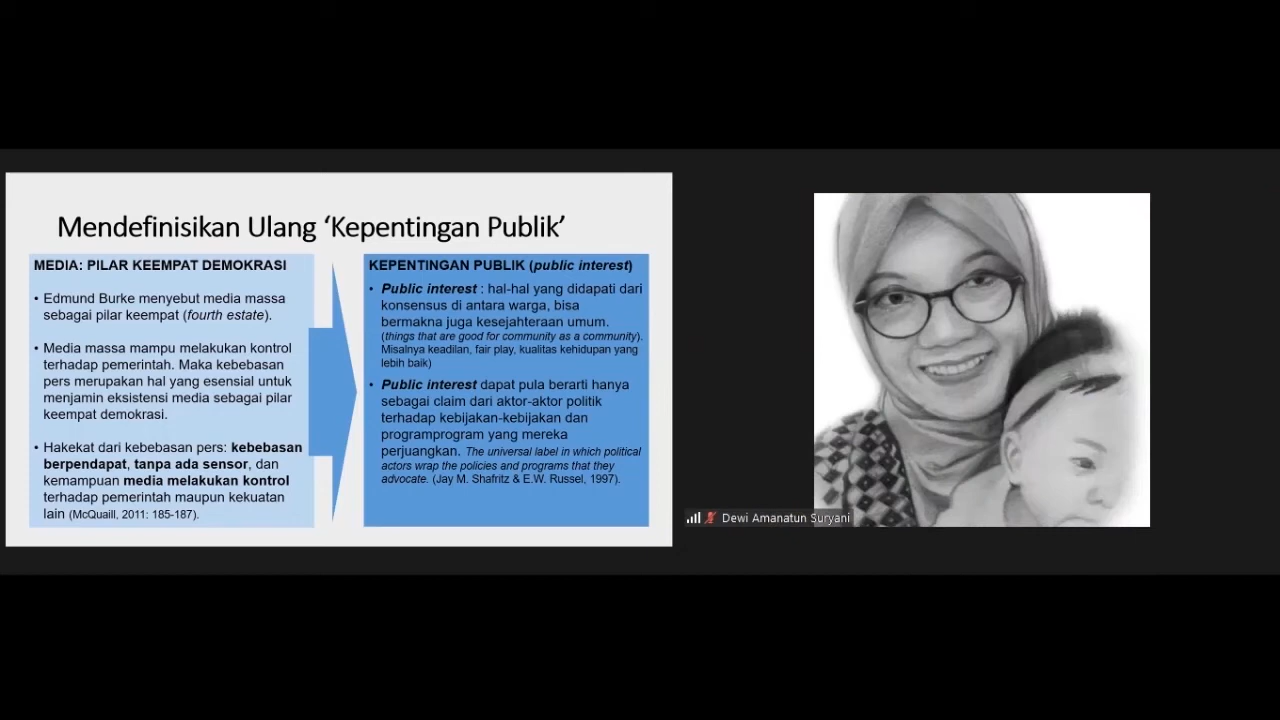 Mendefinisikan Ulang ‘Kepentingan Publik’
MEDIA: PILAR KEEMPAT DEMOKRASI
• Edmund Burke menyebut media massa
sebagai pilar keempat (fourth estate).
• Media massa mampu melakukan kontrol
terhadap pemerintah. Maka kebebasan
pers merupakan hal yang esensial untuk
menjamin eksistensi media sebagai pilar
keempat demokrasi.
• Hakekat dari kebebasan pers: kebebasan
berpendapat, tanpa ada sensor, dan
kemampuan media melakukan kontrol
terhadap pemerintah maupun kekuatan
lain (McQuaill, 2011: 185-187).
KEPENTINGAN PUBLIK (public interest)
• Public interest : hal-hal yang didapati dari
konsensus di antara warga, bisa
bermakna juga kesejahteraan umum.
(things that are good for community as a community).
Misalnya keadilan, fair play, kualitas kehidupan yang
lebih baik)
• Public interest dapat pula berarti hanya
sebagai claim dari aktor-aktor politik
terhadap kebijakan-kebijakan dan
programprogram yang mereka
perjuangkan. The universal label in which political
actors wrap the policies and programs that they
advocate. (Jay M. Shafritz & E.W. Russel, 1997).
Dewi Amanatun Suryani